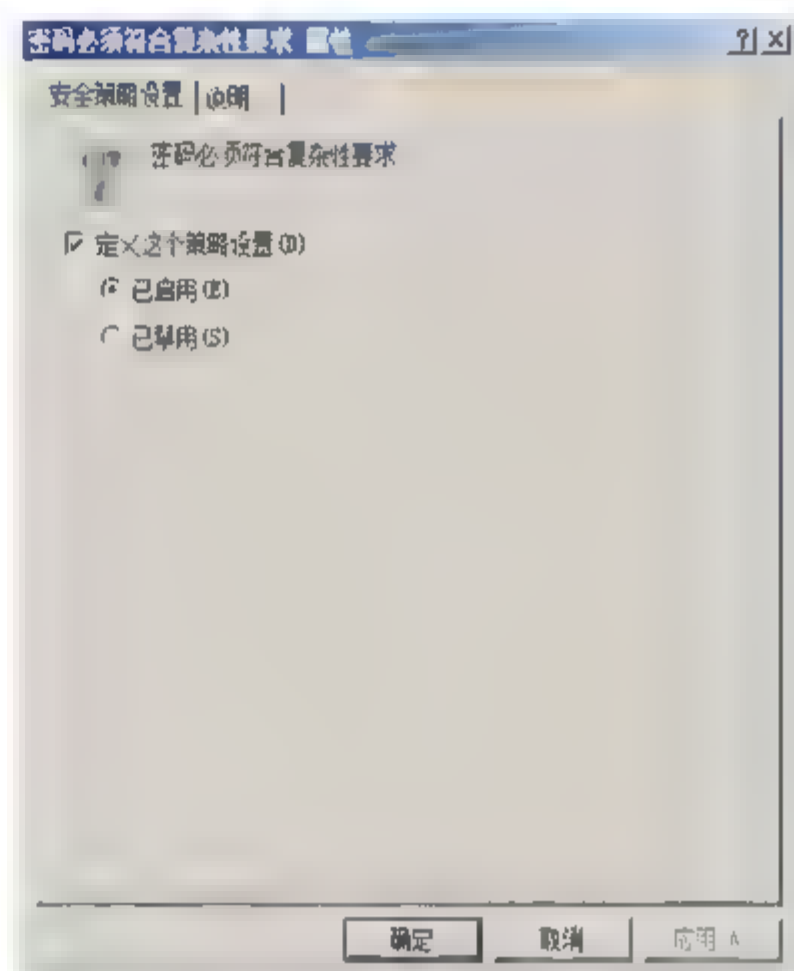 密码必须符合复杂性要求 属性
安全策略设置 说明
密码必须符合复杂性要求
定义这个策略设置(D)
已启用(E)
已禁用(S)
确定 取消 应用(A)